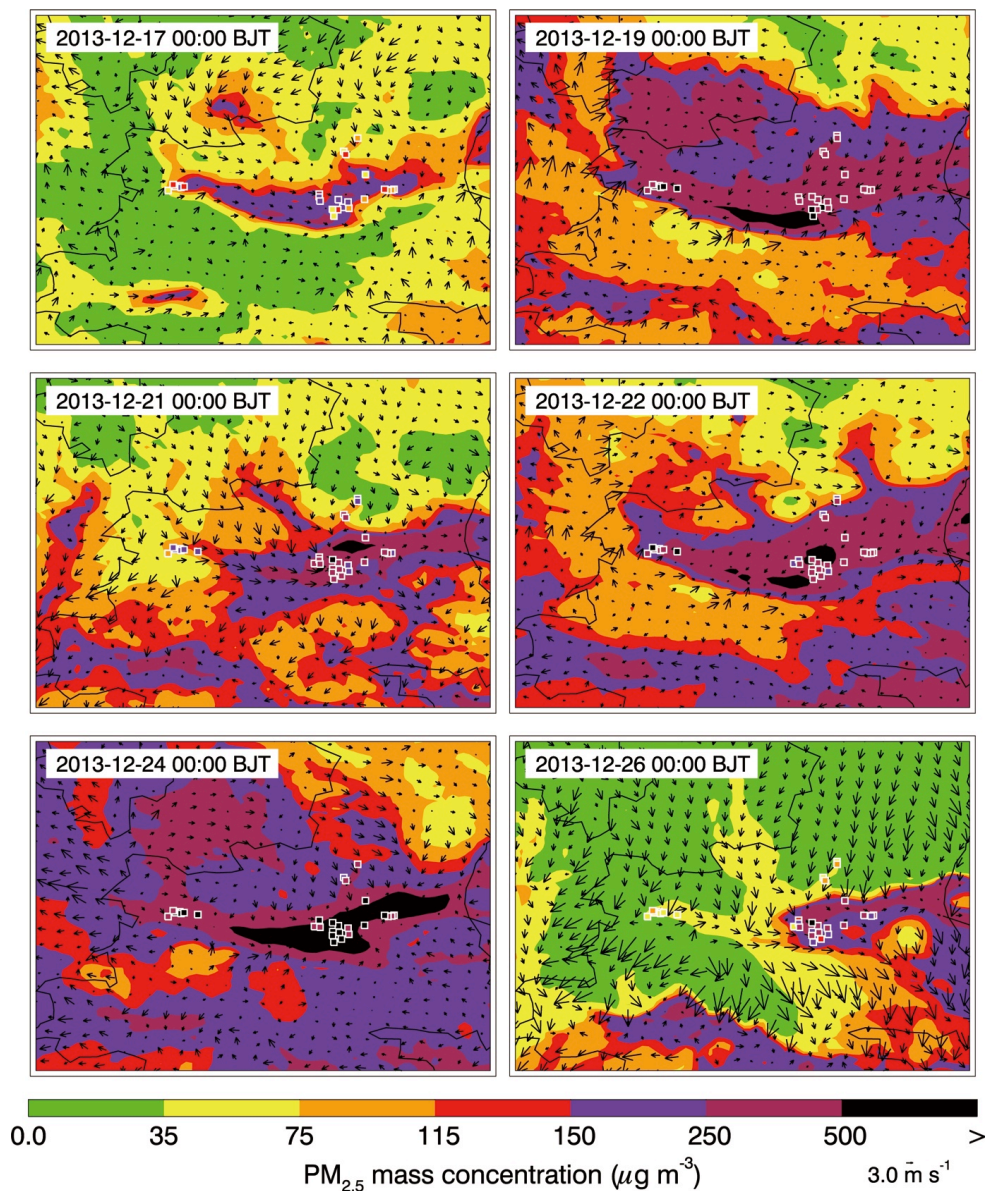 2013-12-17 00:00 BJT
2013-12-19 00:00 BJT
2013-12-21 00:00 BJT
2013-12-22 00:00 BJT
2013-12-24 00:00 BJT
2013-12-26 00:00 BJT
0.0 35 75 115 150 250 500 >
PM2.5 mass concentration (μg m-3) 3.0 m s-1